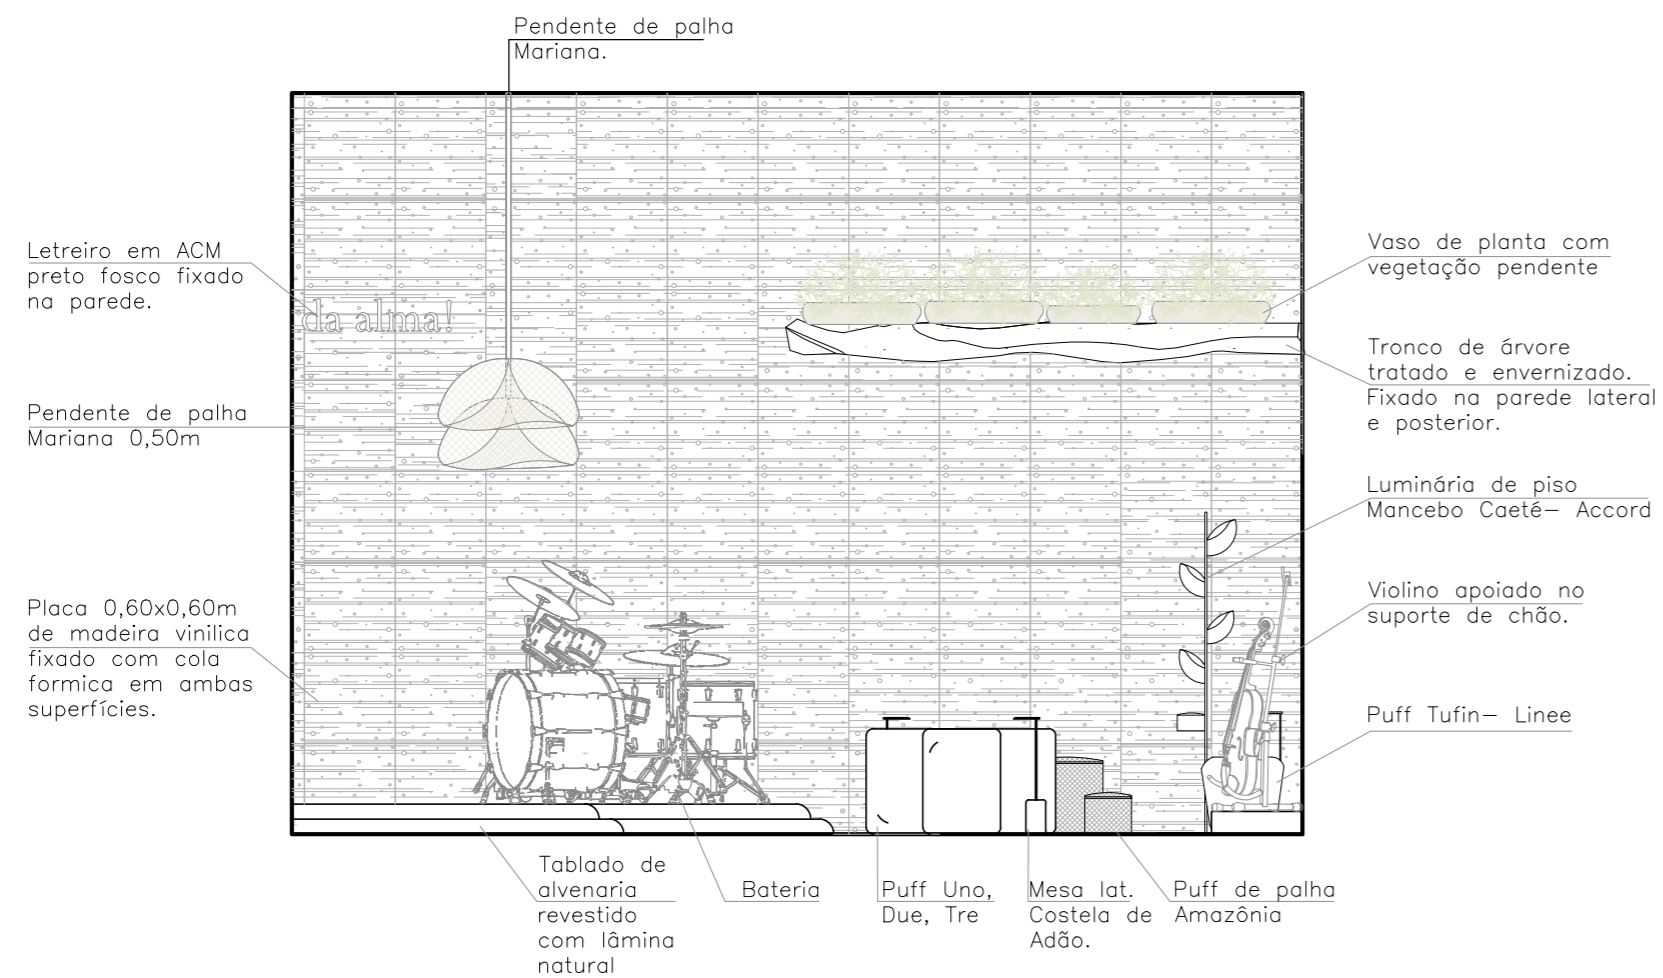 Pendente de palha
Mariana.
Letreiro em ACM
preto fosco fixado
na parede.
da alma!
Pendente de palha
Mariana 0,50m
Placa 0,60x0,60m
de madeira vinilica
fixado com cola
formica em ambas
superfícies.
Vaso de planta com
vegetação pendente
Tronco de árvore
tratado e envernizado.
Fixado na parede lateral
e posterior.
Luminária de piso
Mancebo Caeté– Accord
Violino apoiado no
suporte de chão.
Puff Tufin– Linee
Tablado de
alvenaria
revestido
com lâmina
natural
Bateria
Puff Uno,
Due, Tre
Mesa lat.
Costela de
Adão.
Puff de palha
Amazônia